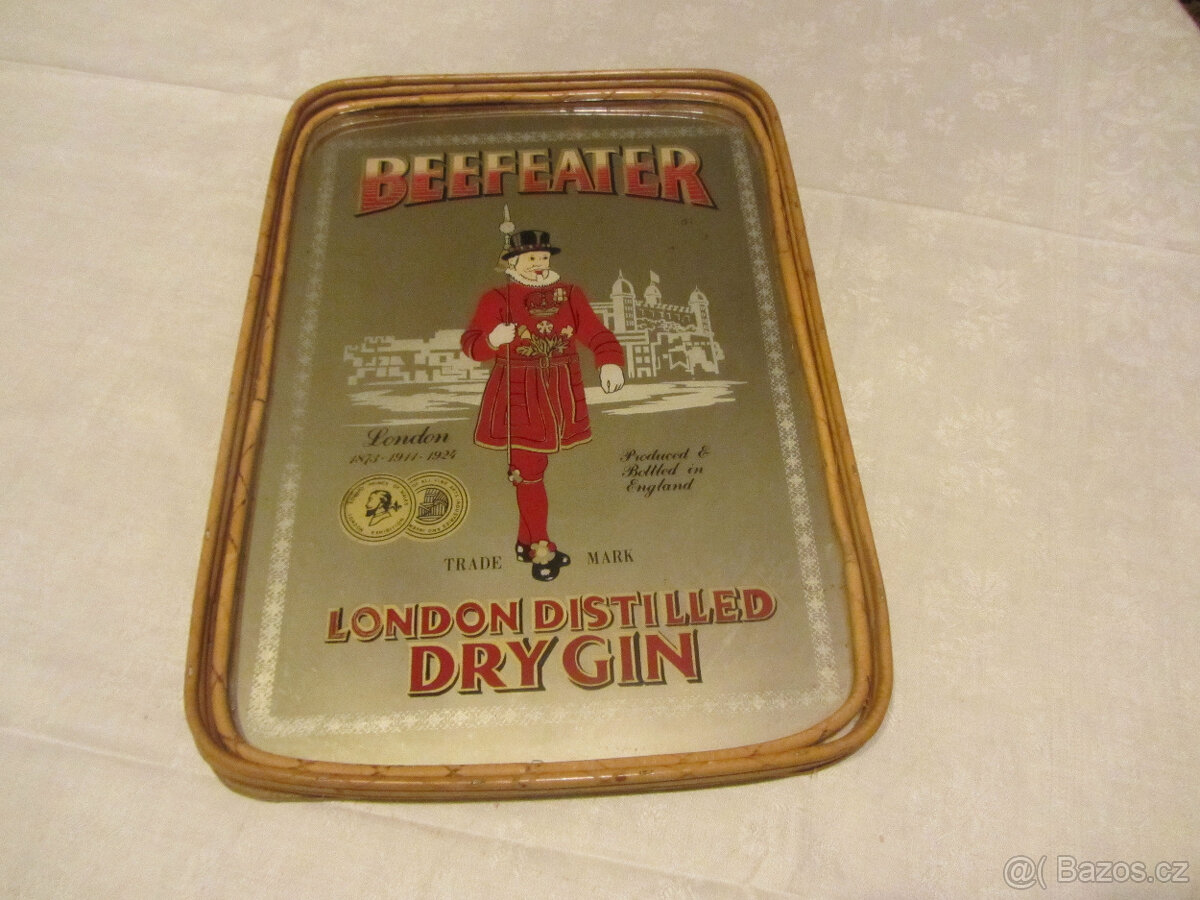 BEEFEATER
London
1873-1911-1924
Produced &
Bottled in
England
TRADE MARK
LONDON DISTILLED
DRY GIN
@( Bazos.cz